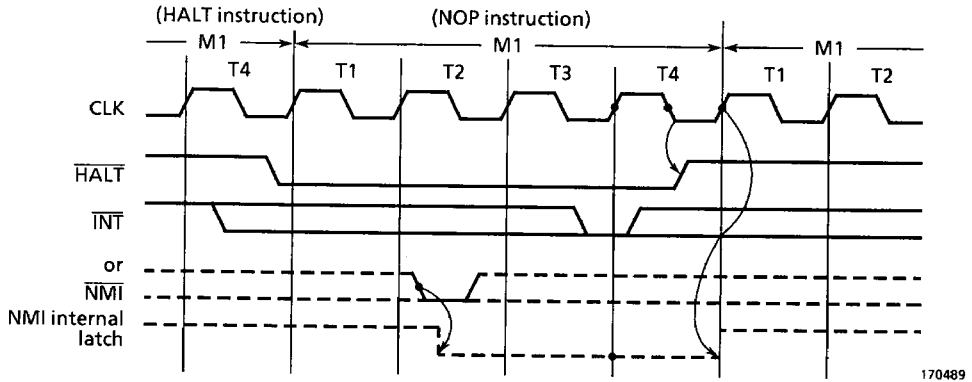 (HALT instruction) (NOP instruction)
M1 M1 M1
T4 T1 T2 T3 T4 T1 T2
CLK
HALT
INT
or
NMI
NMI internal
latch
170489